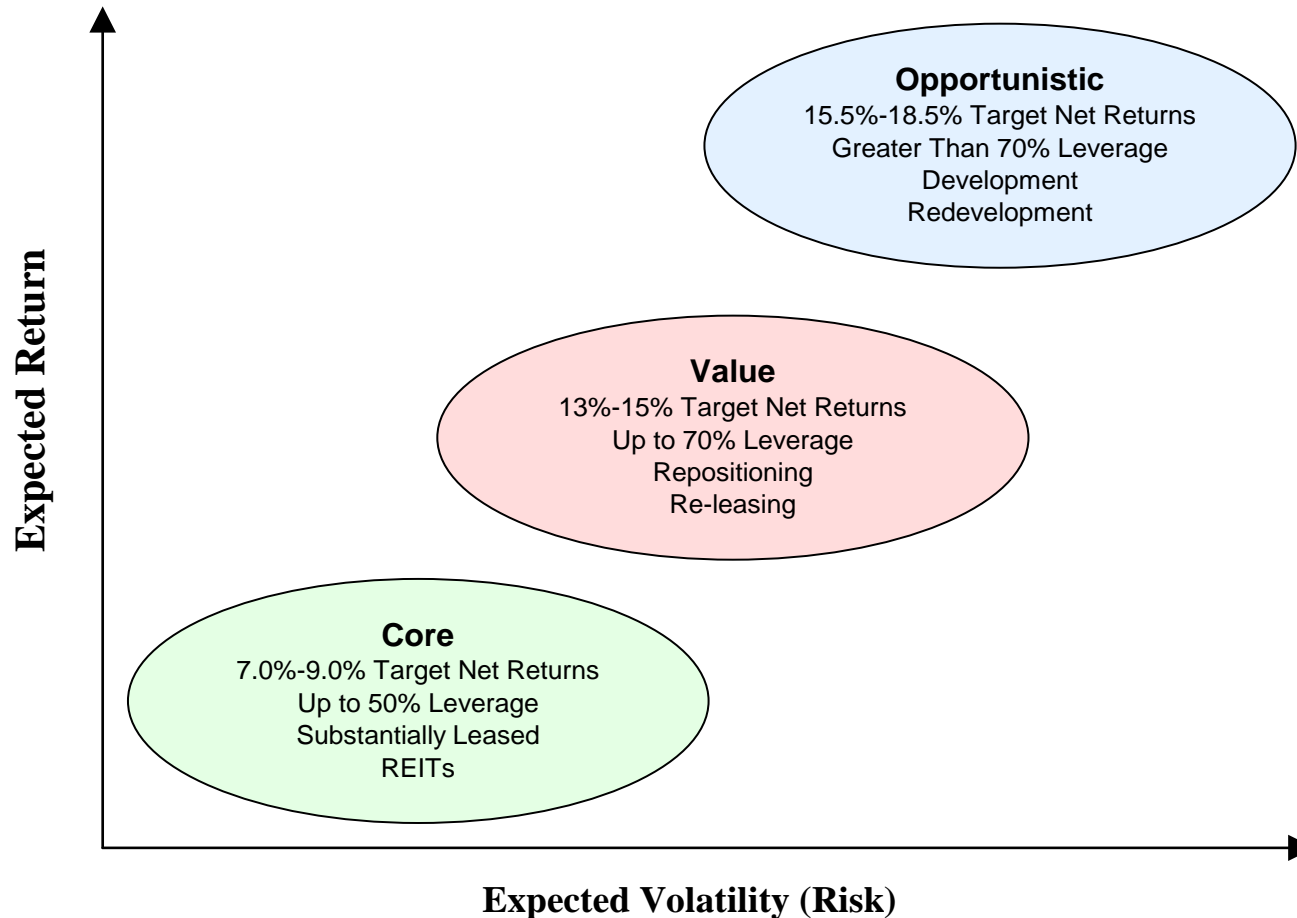 Opportunistic
15.5%-18.5% Target Net Returns
Greater Than 70% Leverage
Development
Redevelopment
Expected Return
Value
13%-15% Target Net Returns
Up to 70% Leverage
Repositioning
Re-leasing
Core
7.0%-9.0% Target Net Returns
Up to 50% Leverage
Substantially Leased
REITs
Expected Volatility (Risk)